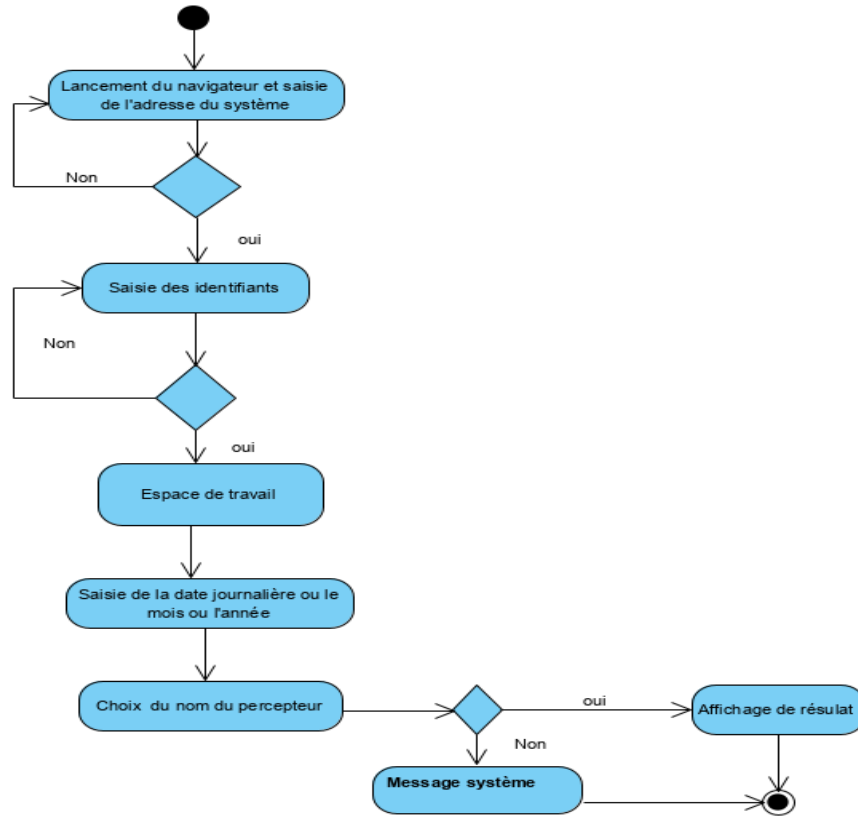 Lancement du navigateur et saisie
de l'adresse du système
Non
oui
Saisie des identifiants
Non
oui
Espace de travail
Saisie de la date journalière ou le
mois ou l'année
Choix du nom du percepteur
oui
Affichage de résulat
Non
Message système